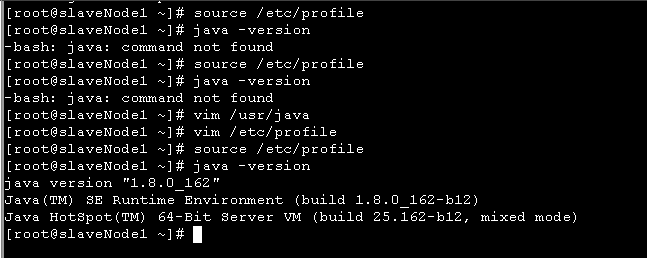 [root@slaveNode1 ~]# source /etc/profile
[root@slaveNode1 ~]# java -version
-bash: java: command not found
[root@slaveNode1 ~]# source /etc/profile
[root@slaveNode1 ~]# java -version
-bash: java: command not found
[root@slaveNode1 ~]# vim /usr/java
[root@slaveNode1 ~]# vim /etc/profile
[root@slaveNode1 ~]# source /etc/profile
[root@slaveNode1 ~]# java -version
java version "1.8.0_162"
Java(TM) SE Runtime Environment (build 1.8.0_162-b12)
Java HotSpot(TM) 64-Bit Server VM (build 25.162-b12, mixed mode)
[root@slaveNode1 ~]#